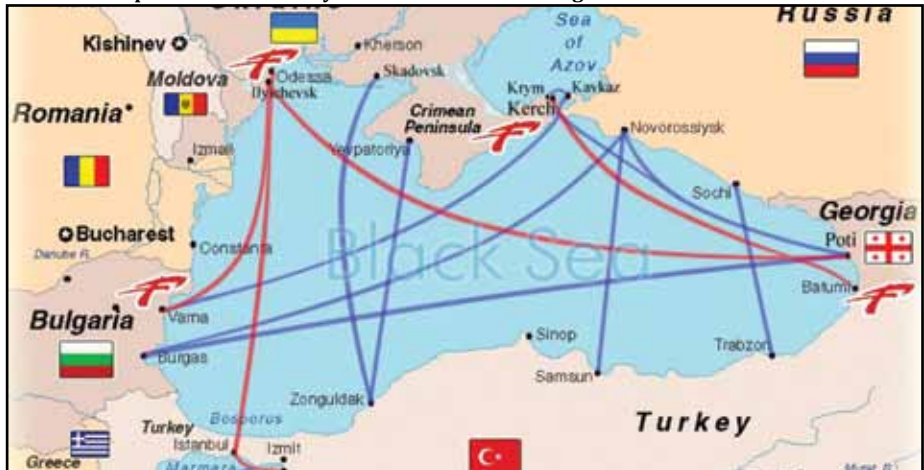 Russia
Sea
of
Azov
Kishinev
Kherson
Odessa
Skadovsk
Ilyichevsk
Moldova
Krym
Kavkaz
Kerch
Romania
Crimean
Peninsula
Novorossiysk
Yevpatoriya
Izmail
Sochi
Georgia
Bucharest
Constanta
Poti
Danube R.
Black Sea
Batumi
Varna
Bulgaria
Sinop
Burgas
Trabzon
Samsun
Zonguldak
Bosporus
Turkey
Turkey
Istanbul
Izmit
Greece
Marmara